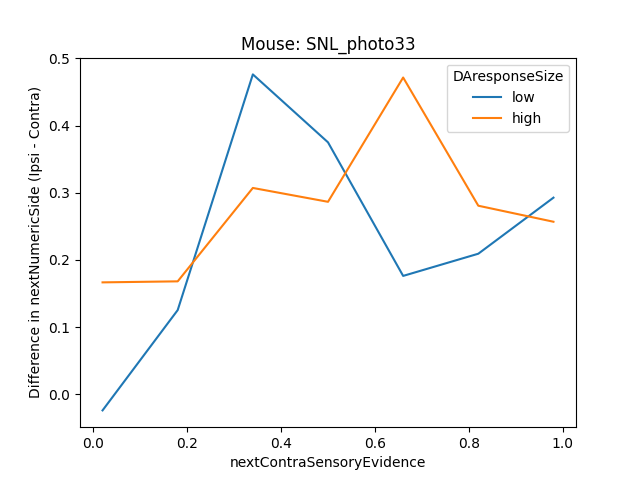 Mouse: SNL_photo33
DAresponseSize
low
high
Difference in nextNumericSide (Ipsi - Contra)
0.5
0.4
0.3
0.2
0.1
0.0
0.0 0.2 0.4 0.6 0.8 1.0
nextContraSensoryEvidence